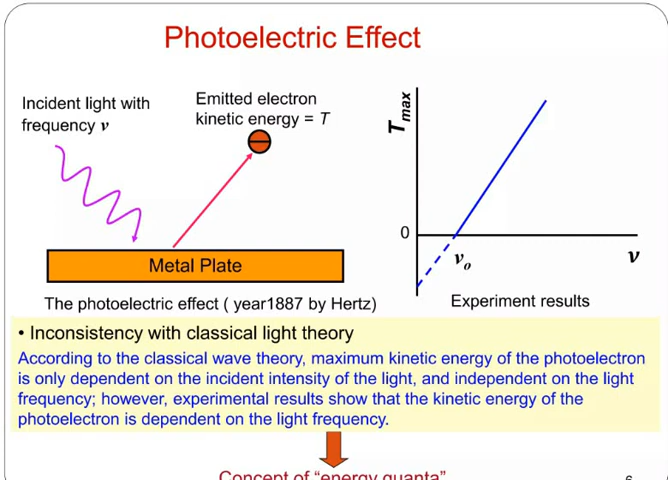 Photoelectric Effect
Incident light with
frequency ν
Emitted electron
kinetic energy = T
Metal Plate
The photoelectric effect ( year1887 by Hertz)
Tmax
0
νo
ν
Experiment results
• Inconsistency with classical light theory
According to the classical wave theory, maximum kinetic energy of the photoelectron
is only dependent on the incident intensity of the light, and independent on the light
frequency; however, experimental results show that the kinetic energy of the
photoelectron is dependent on the light frequency.
Concept of “energy quanta”
6